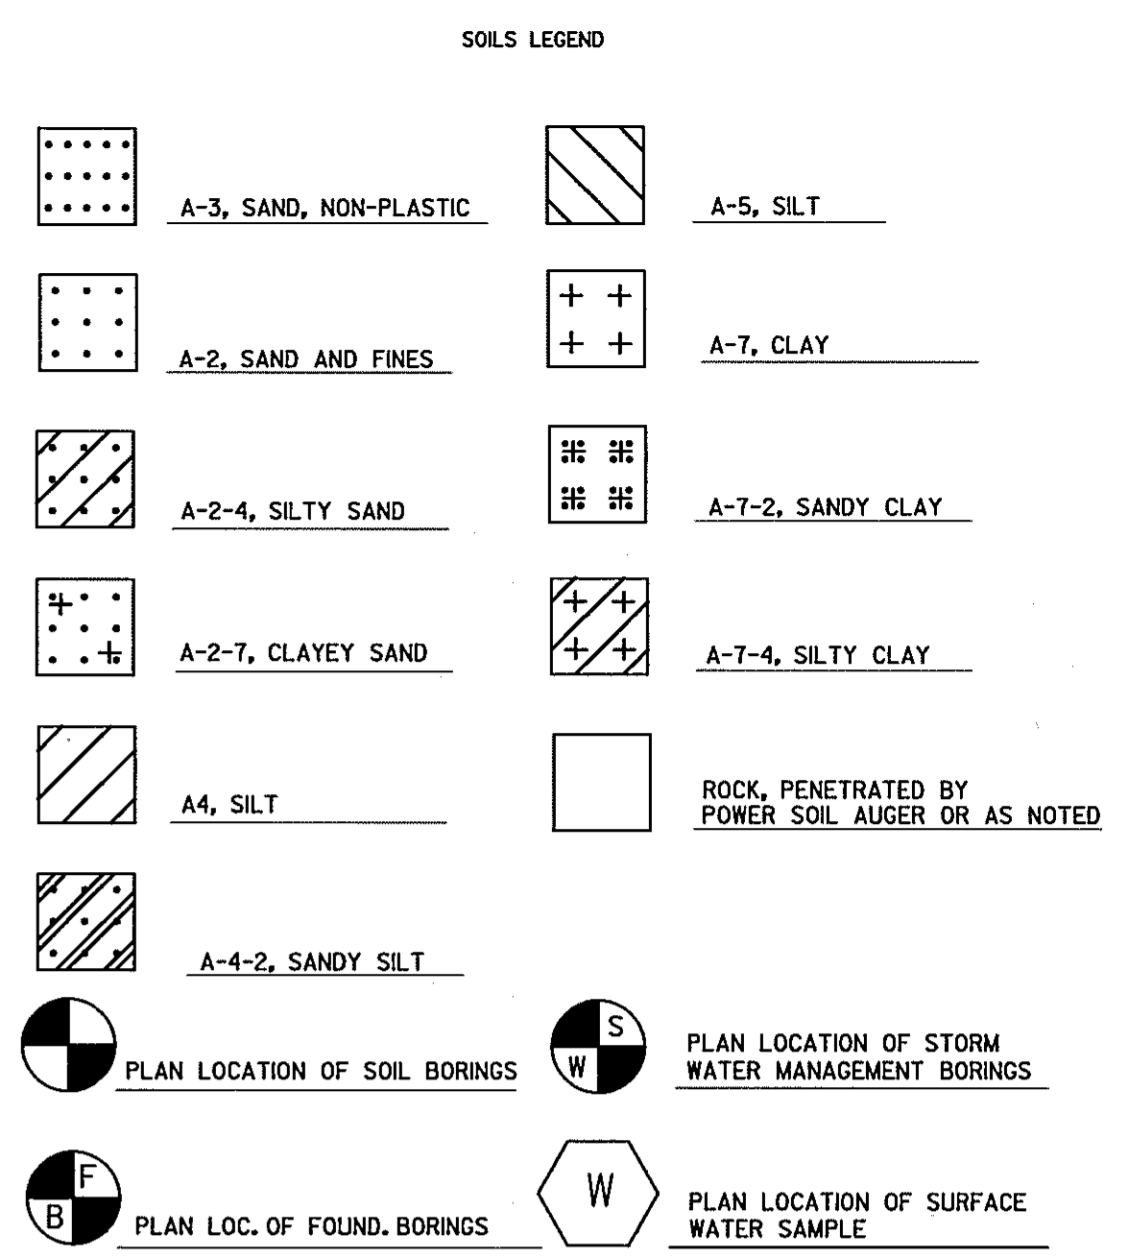 SOILS LEGEND
A-3, SAND, NON-PLASTIC
A-5, SILT
A-2, SAND AND FINES
A-7, CLAY
A-2-4, SILTY SAND
A-7-2, SANDY CLAY
A-2-7, CLAYEY SAND
A-7-4, SILTY CLAY
A4, SILT
ROCK, PENETRATED BY
POWER SOIL AUGER OR AS NOTED
A-4-2, SANDY SILT
PLAN LOCATION OF SOIL BORINGS
S
W
PLAN LOCATION OF STORM
WATER MANAGEMENT BORINGS
F
B
PLAN LOC. OF FOUND. BORINGS
W
PLAN LOCATION OF SURFACE
WATER SAMPLE